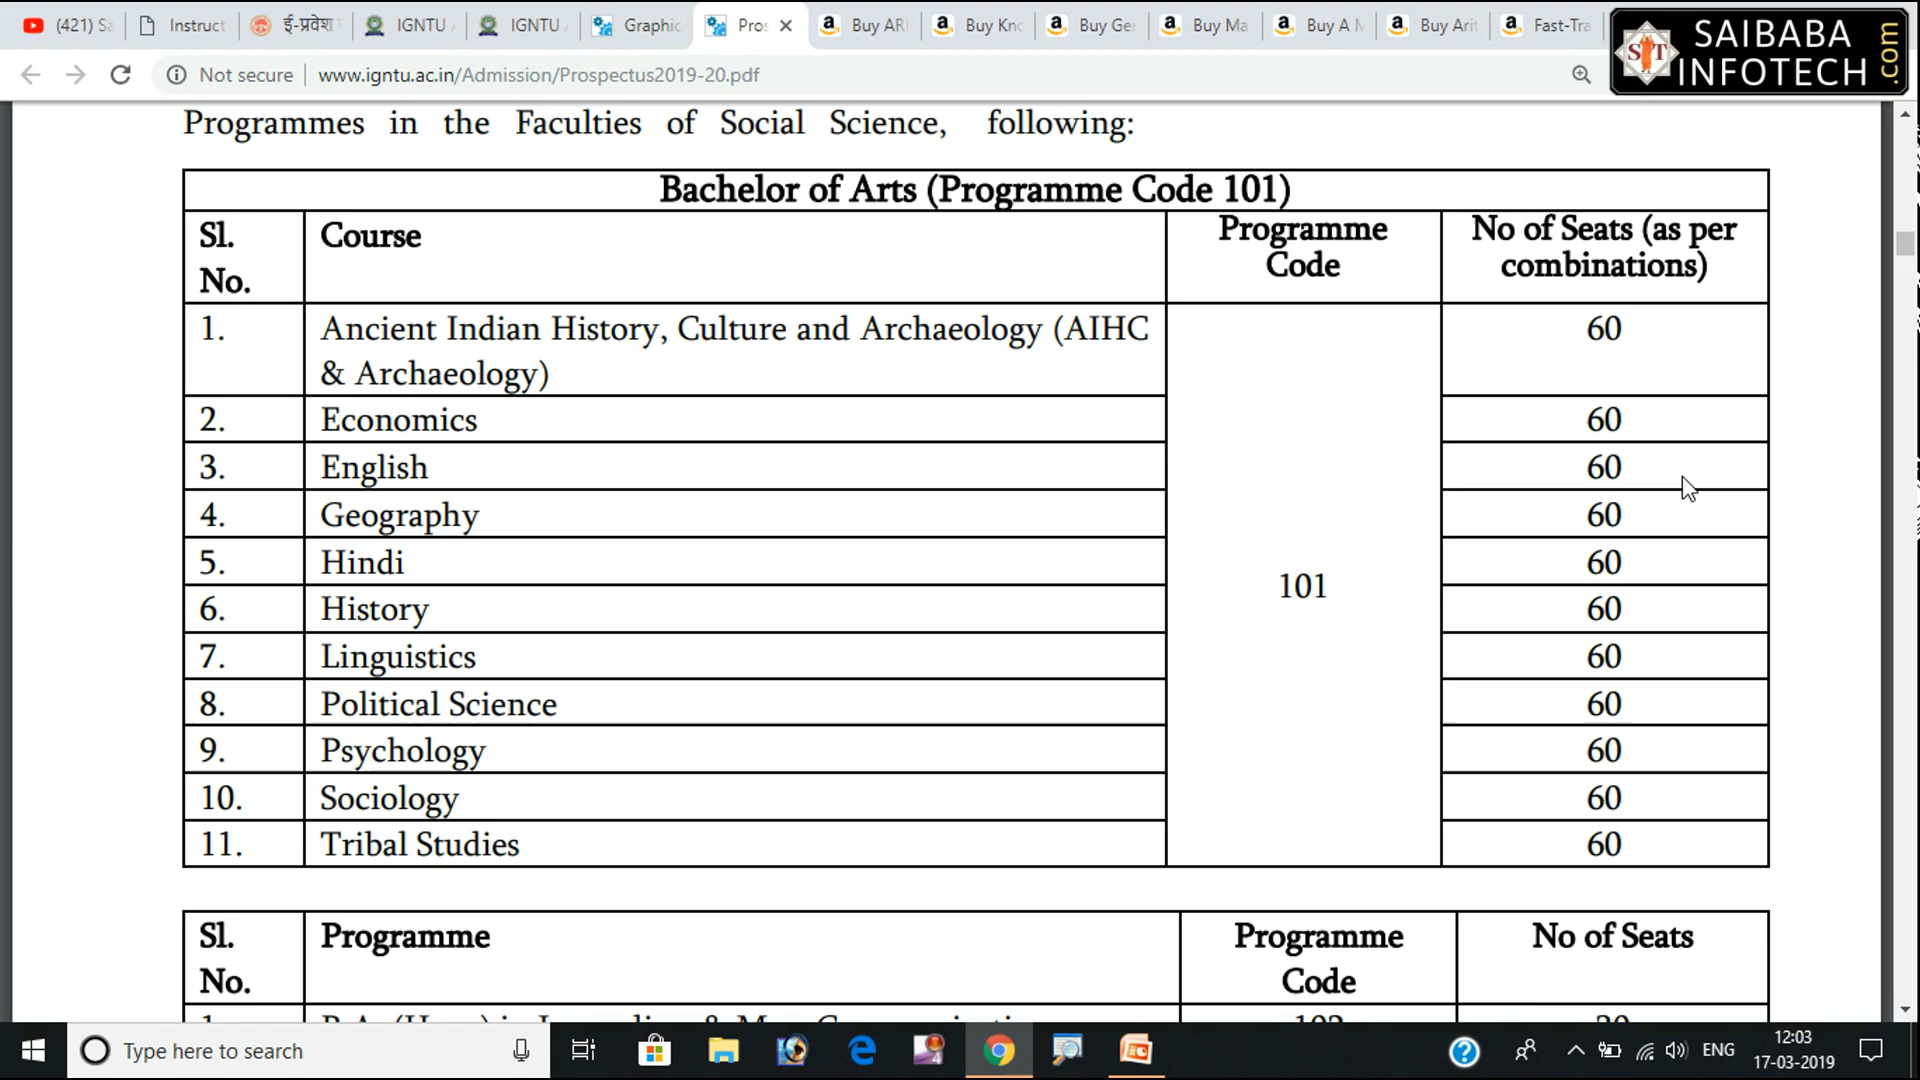 (421) Sa
Instruct
ई-प्रवेश
IGNTU
IGNTU
Graphic
Pros
Buy AR
Buy Kno
Buy Ger
Buy Ma
Buy A M
Buy Arit
Fast-Tra
SAIBABA
INFOTECH
.com
SIT
Not secure | www.igntu.ac.in/Admission/Prospectus2019-20.pdf
Programmes in the Faculties of Social Science, following:
Bachelor of Arts (Programme Code 101)
Sl. No.
Course
Programme Code
No of Seats (as per combinations)
1. Ancient Indian History, Culture and Archaeology (AIHC 60
& Archaeology)
2. Economics 60
3. English 60
4. Geography 60
5. Hindi 60
101
6. History 60
7. Linguistics 60
8. Political Science 60
9. Psychology 60
10. Sociology 60
11. Tribal Studies 60
Sl. No.
Programme
Programme Code
No of Seats
Type here to search
ENG
12:03
17-03-2019